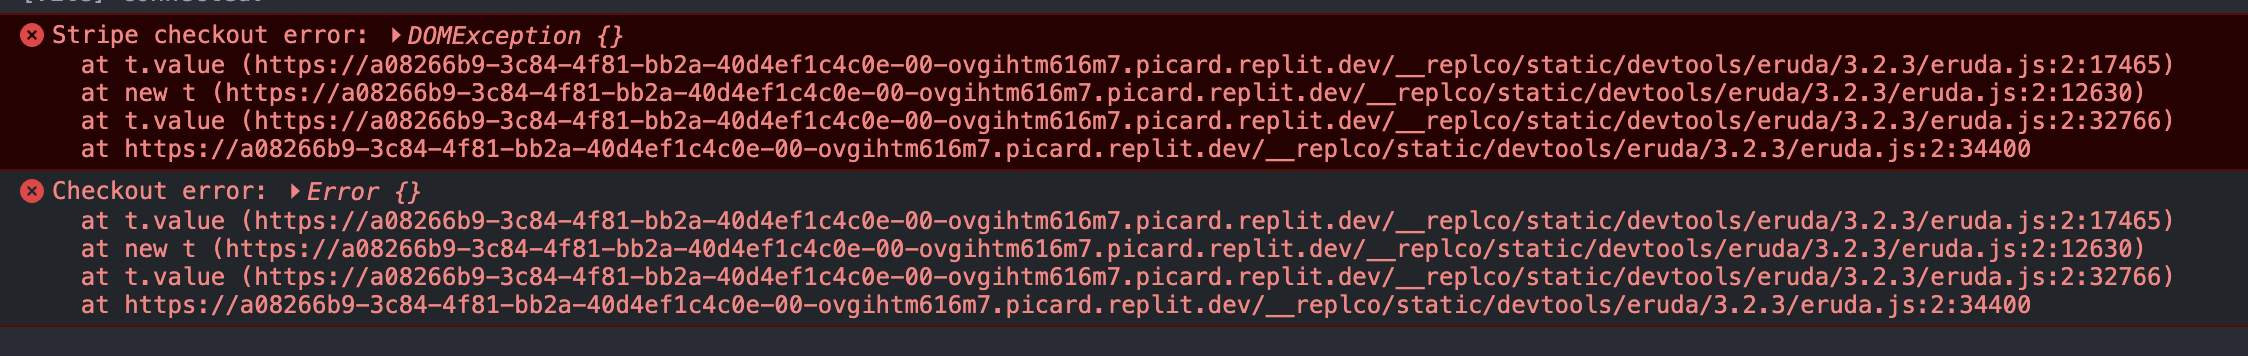 [vite] connected.
Stripe checkout error: ▶DOMException {}
at t.value (https://a08266b9-3c84-4f81-bb2a-40d4ef1c4c0e-00-ovgihtm616m7.picard.replit.dev/__replco/static/devtools/eruda/3.2.3/eruda.js:2:17465)
at new t (https://a08266b9-3c84-4f81-bb2a-40d4ef1c4c0e-00-ovgihtm616m7.picard.replit.dev/__replco/static/devtools/eruda/3.2.3/eruda.js:2:12630)
at t.value (https://a08266b9-3c84-4f81-bb2a-40d4ef1c4c0e-00-ovgihtm616m7.picard.replit.dev/__replco/static/devtools/eruda/3.2.3/eruda.js:2:32766)
at https://a08266b9-3c84-4f81-bb2a-40d4ef1c4c0e-00-ovgihtm616m7.picard.replit.dev/__replco/static/devtools/eruda/3.2.3/eruda.js:2:34400
Checkout error: ▶Error {}
at t.value (https://a08266b9-3c84-4f81-bb2a-40d4ef1c4c0e-00-ovgihtm616m7.picard.replit.dev/__replco/static/devtools/eruda/3.2.3/eruda.js:2:17465)
at new t (https://a08266b9-3c84-4f81-bb2a-40d4ef1c4c0e-00-ovgihtm616m7.picard.replit.dev/__replco/static/devtools/eruda/3.2.3/eruda.js:2:12630)
at t.value (https://a08266b9-3c84-4f81-bb2a-40d4ef1c4c0e-00-ovgihtm616m7.picard.replit.dev/__replco/static/devtools/eruda/3.2.3/eruda.js:2:32766)
at https://a08266b9-3c84-4f81-bb2a-40d4ef1c4c0e-00-ovgihtm616m7.picard.replit.dev/__replco/static/devtools/eruda/3.2.3/eruda.js:2:34400